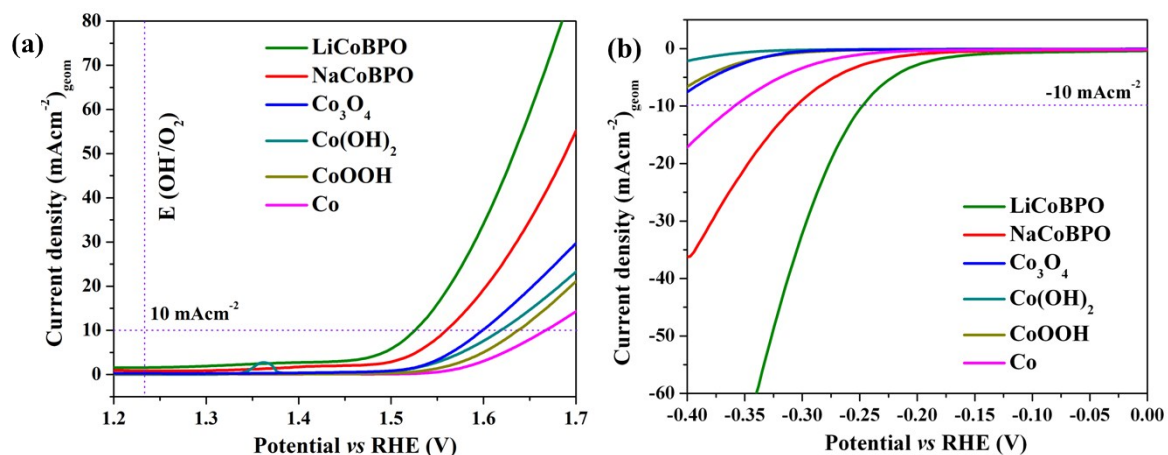 (a)
80
70
60
50
40
30
20
10
0
Current density (mAcm⁻²)geom
E (OH⁻/O₂)
LiCoBPO
NaCoBPO
Co₃O₄
Co(OH)₂
CoOOH
Co
10 mAcm⁻²
1.2 1.3 1.4 1.5 1.6 1.7
Potential vs RHE (V)
(b)
0
-10
-20
-30
-40
-50
-60
Current density (mAcm⁻²)geom
-10 mAcm⁻²
LiCoBPO
NaCoBPO
Co₃O₄
Co(OH)₂
CoOOH
Co
-0.40 -0.35 -0.30 -0.25 -0.20 -0.15 -0.10 -0.05 0.00
Potential vs RHE (V)